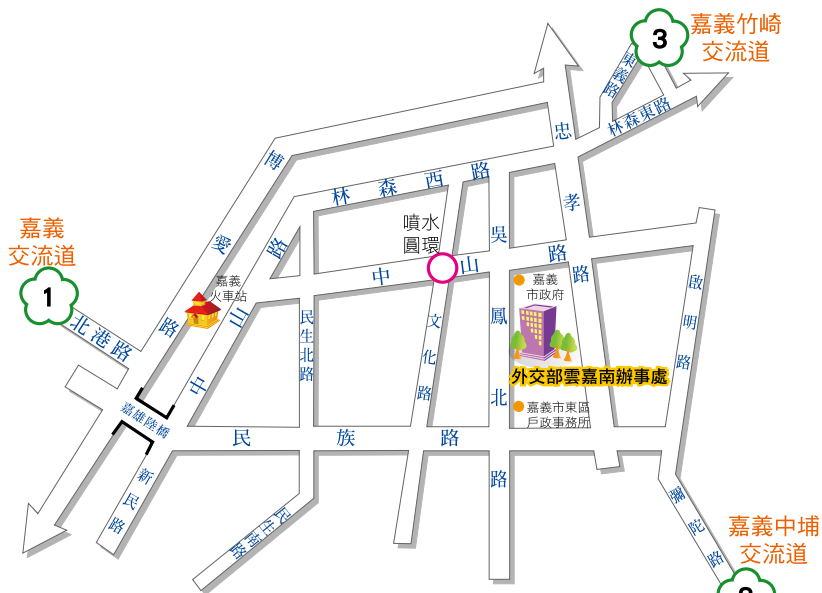 3
嘉義竹崎
交流道
東義路
林森東路
忠孝路
博愛路
林森西路
噴水
圓環
吳鳳北路
嘉義
交流道
1
北港路
嘉義
火車站
中山路
中山路
嘉義
市政府
啟明路
民生北路
文化路
外交部雲嘉南辦事處
嘉義市東區
戶政事務所
嘉雄陸橋
民族路
新民路
民生南路
彌陀路
嘉義中埔
交流道